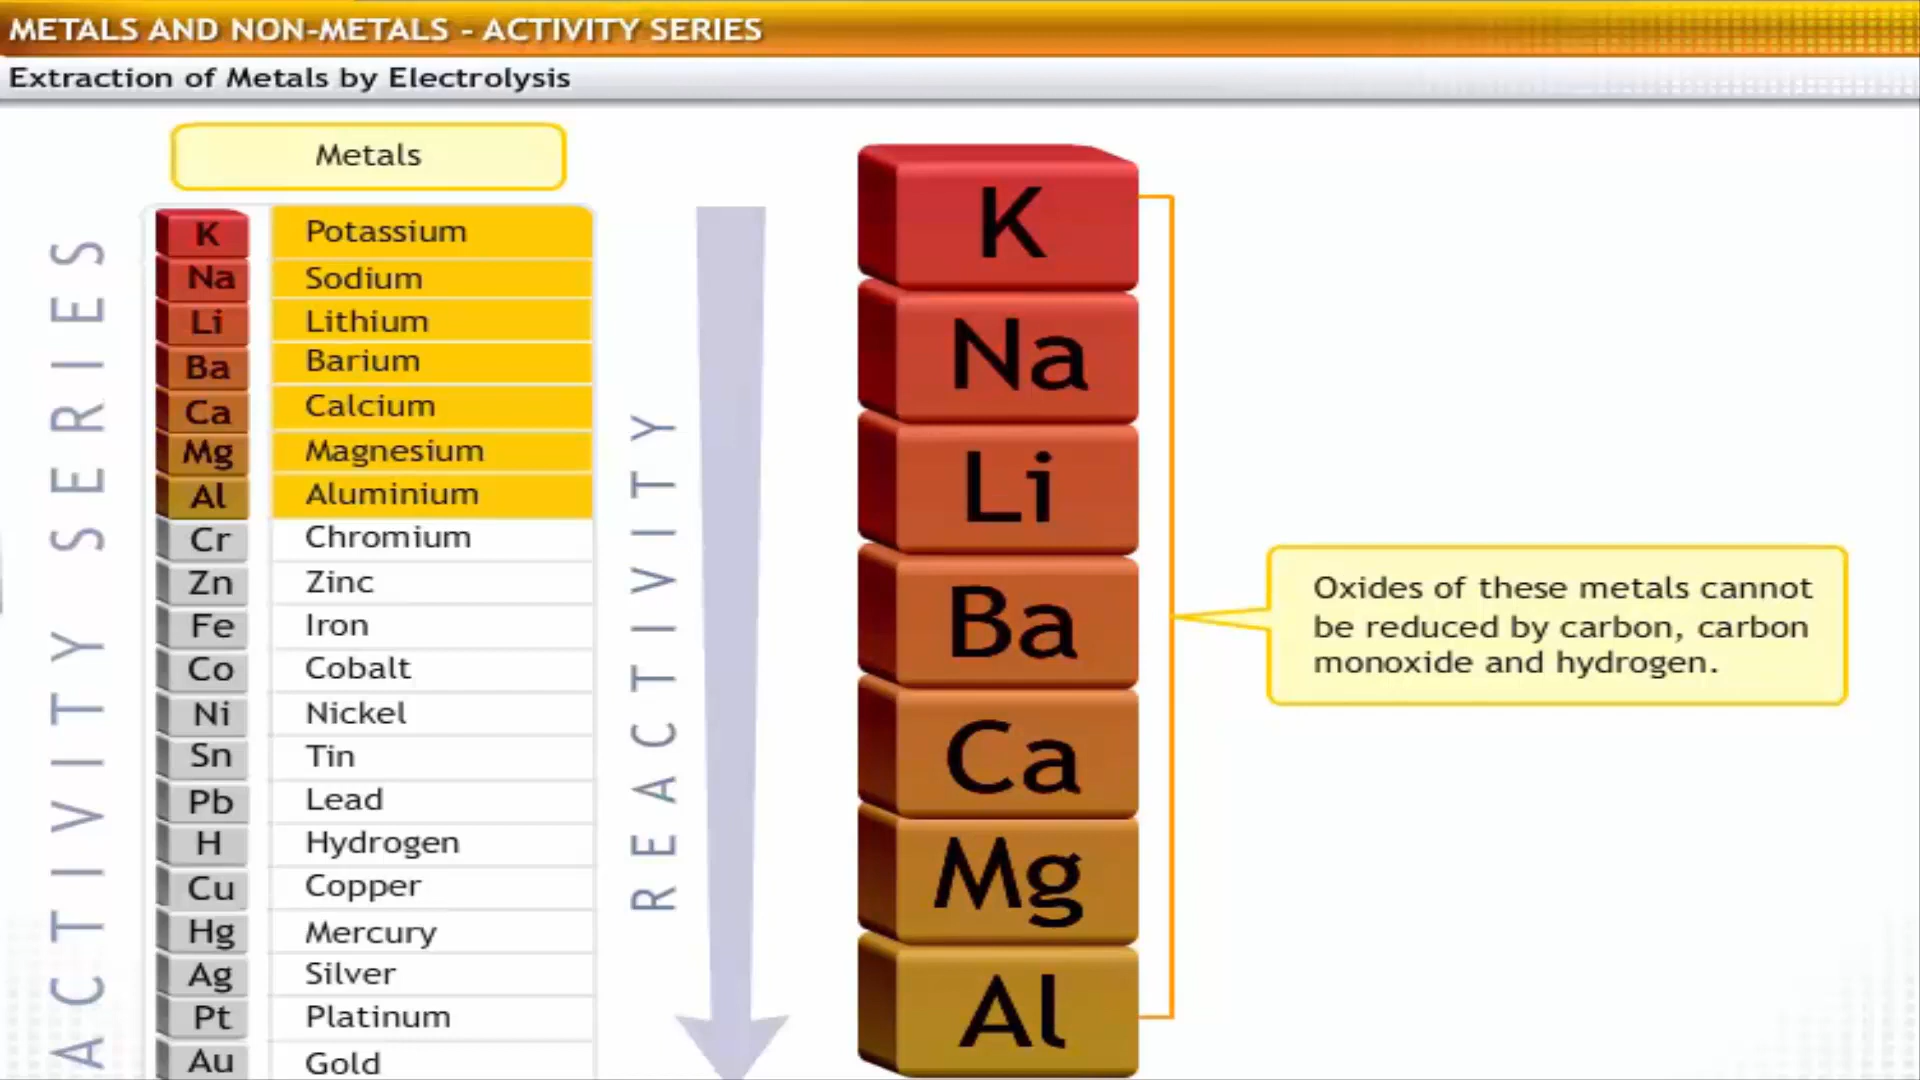 METALS AND NON-METALS - ACTIVITY SERIES
Extraction of Metals by Electrolysis
Metals
ACTIVITY SERIES
K Potassium
Na Sodium
Li Lithium
Ba Barium
Ca Calcium
Mg Magnesium
Al Aluminium
Cr Chromium
Zn Zinc
Fe Iron
Co Cobalt
Ni Nickel
Sn Tin
Pb Lead
H Hydrogen
Cu Copper
Hg Mercury
Ag Silver
Pt Platinum
Au Gold
REACTIVITY
K
Na
Li
Ba
Ca
Mg
Al
Oxides of these metals cannot
be reduced by carbon, carbon
monoxide and hydrogen.